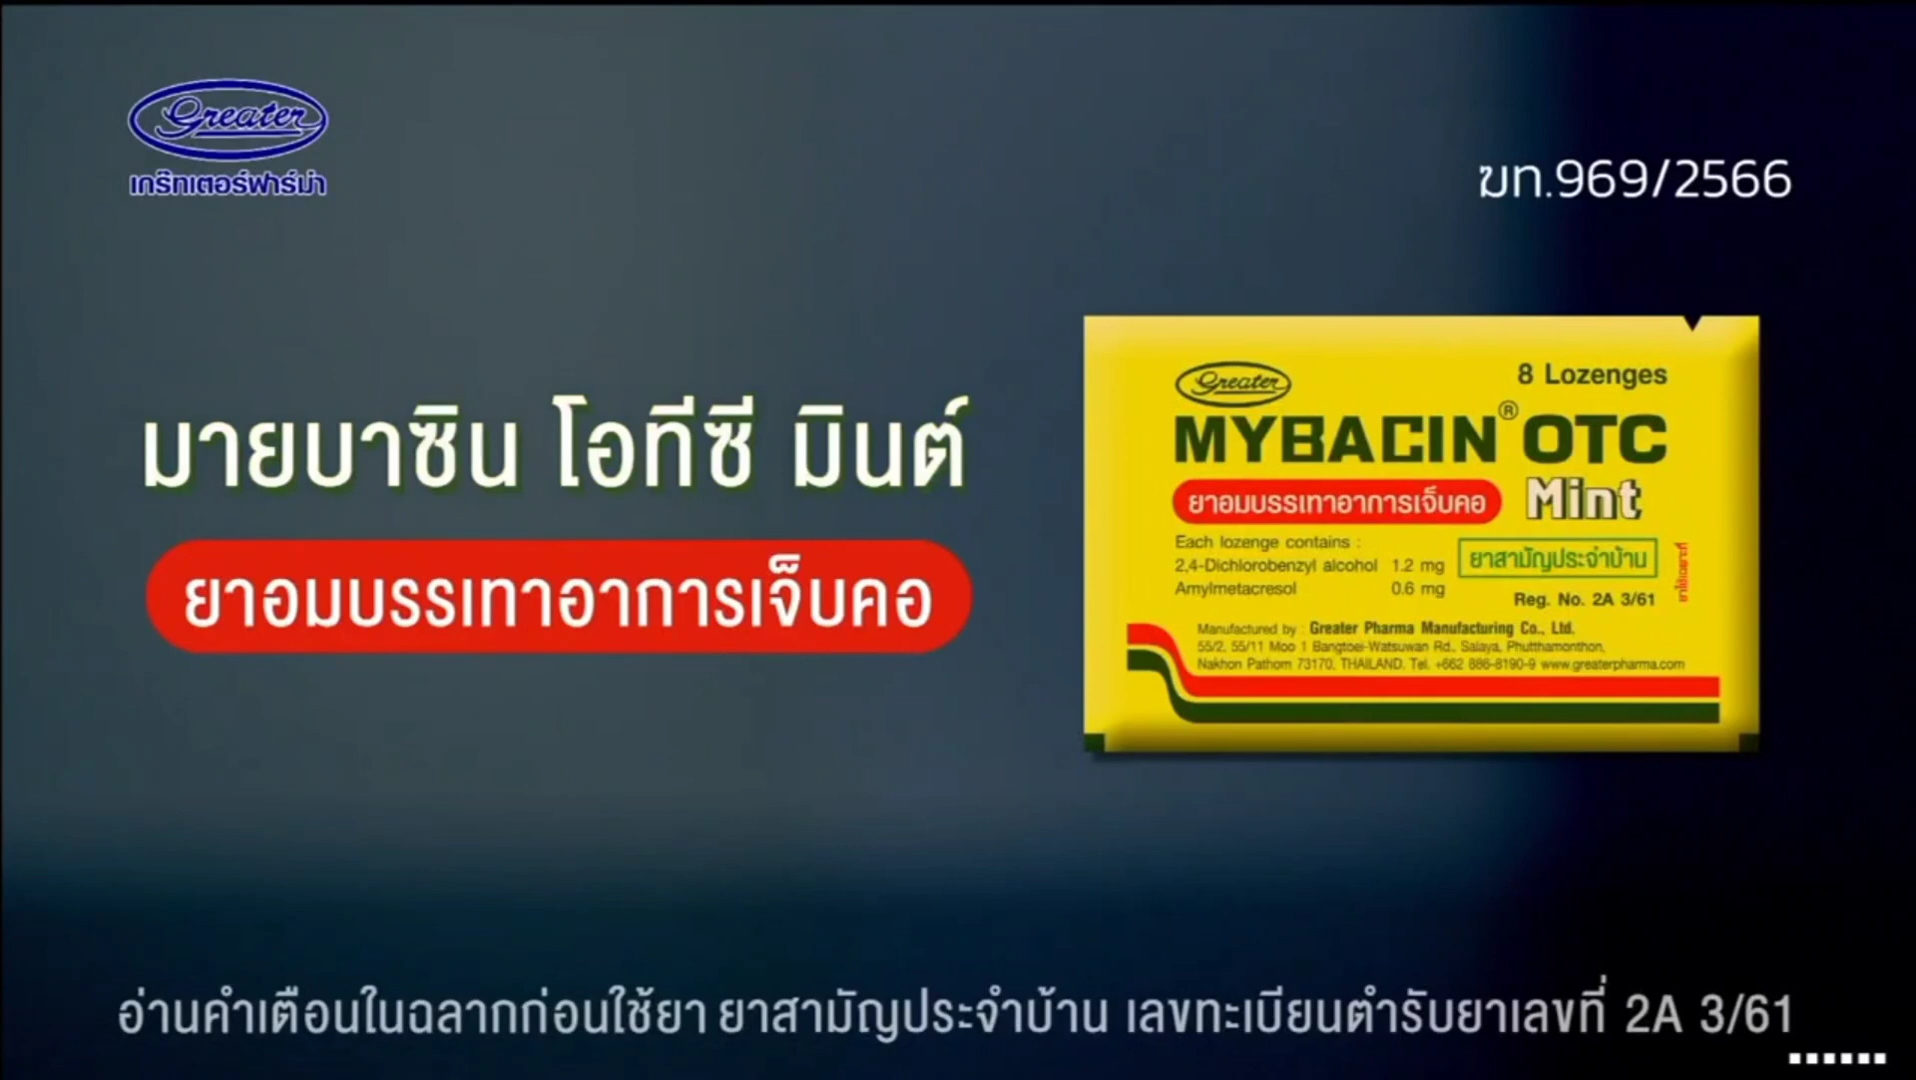 Greater
เกร๊ทเตอร์ฟาร์ม่า
ฆท.969/2566
มายบาซิน โอทีซี มินต์
ยาอมบรรเทาอาการเจ็บคอ
Greater
8 Lozenges
MYBACIN® OTC
ยาอมบรรเทาอาการเจ็บคอ Mint
Each lozenge contains :
2,4-Dichlorobenzyl alcohol 1.2 mg
Amylmetacresol 0.6 mg
ยาสามัญประจำบ้าน
Reg. No. 2A 3/61
ยาใช้เฉพาะที่
Manufactured by : Greater Pharma Manufacturing Co., Ltd.
55/2, 55/11 Moo 1 Bangtoei-Watsuwan Rd., Salaya, Phutthamonthon,
Nakhon Pathom 73170, THAILAND. Tel. +662 886-8190-9 www.greaterpharma.com
อ่านคำเตือนในฉลากก่อนใช้ยา ยาสามัญประจำบ้าน เลขทะเบียนตำรับยาเลขที่ 2A 3/61